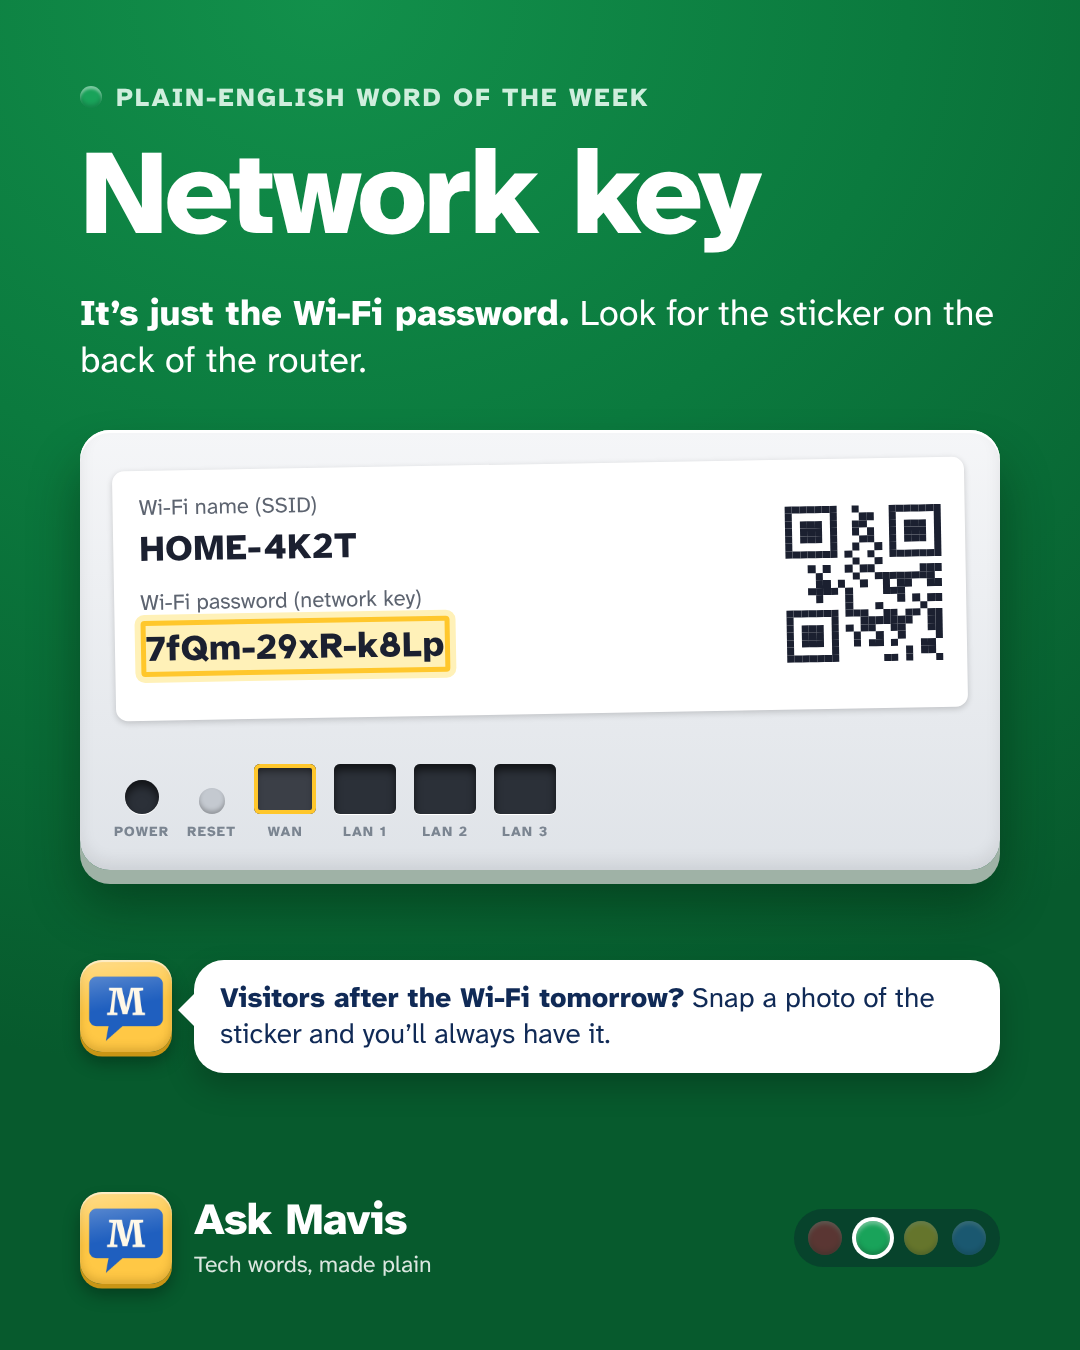 PLAIN-ENGLISH WORD OF THE WEEK
Network key
It’s just the Wi-Fi password. Look for the sticker on the
back of the router.
Wi-Fi name (SSID)
HOME-4K2T
Wi-Fi password (network key)
7fQm-29xR-k8Lp
POWER RESET WAN LAN 1 LAN 2 LAN 3
M
Visitors after the Wi-Fi tomorrow? Snap a photo of the
sticker and you’ll always have it.
M
Ask Mavis
Tech words, made plain